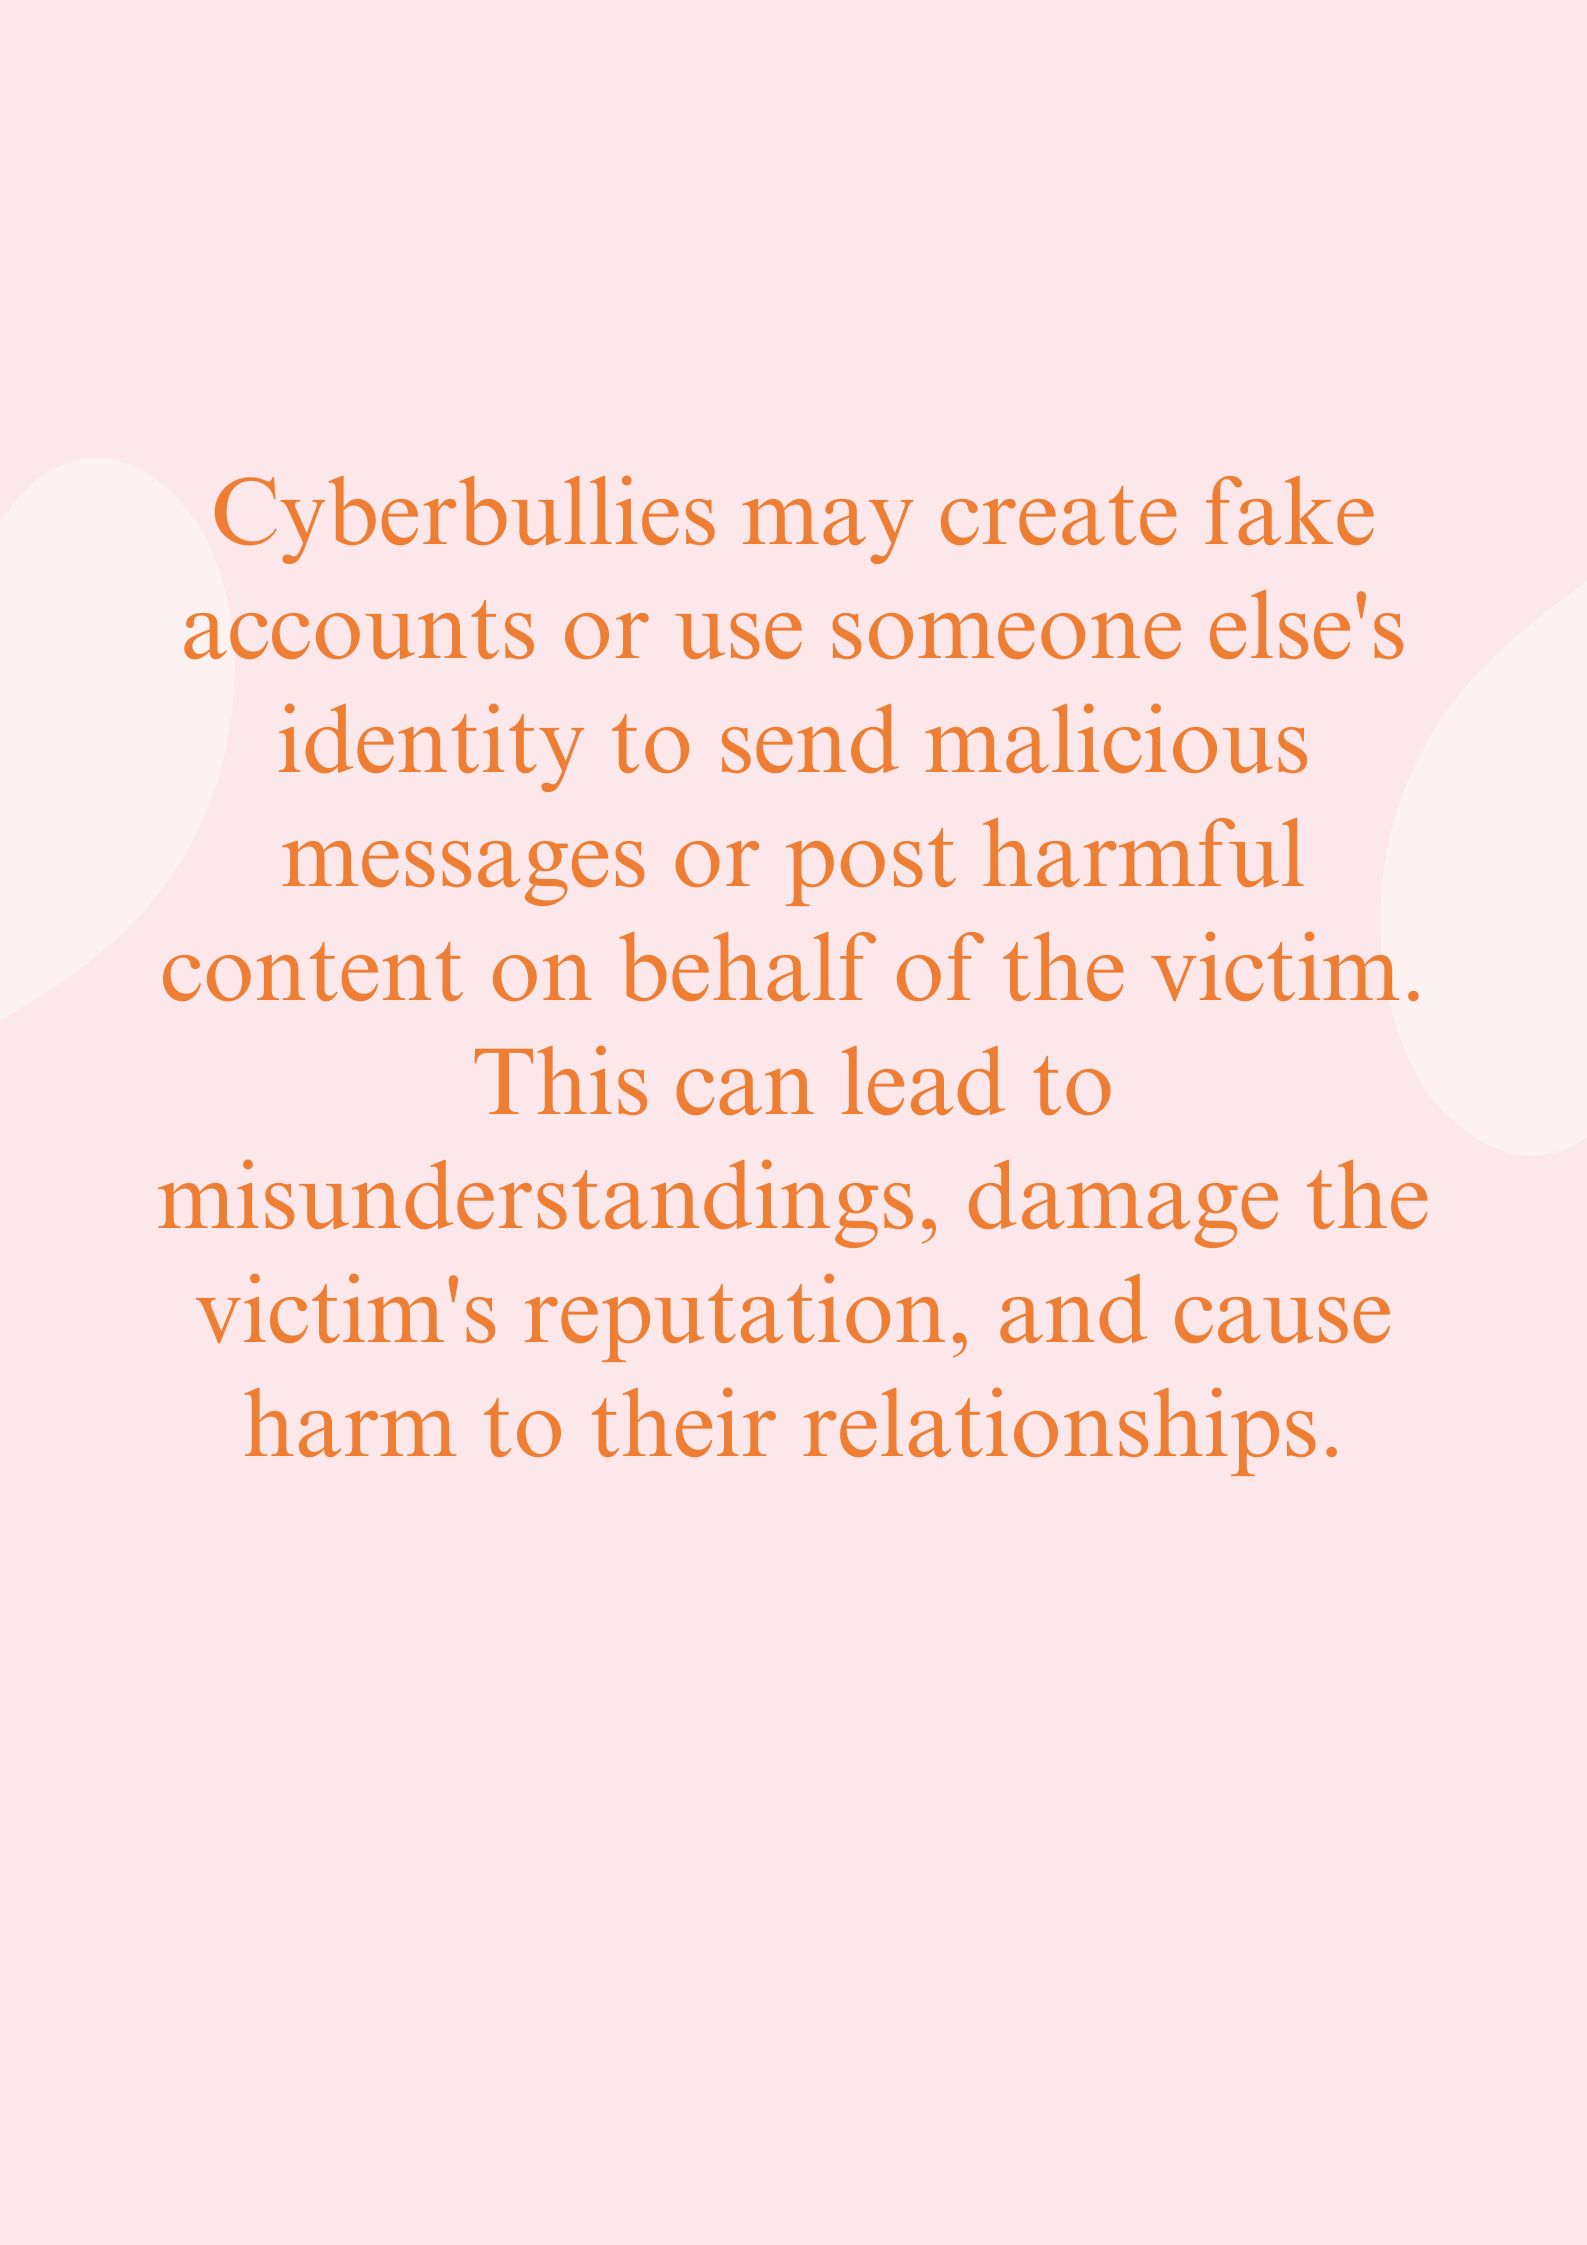 Cyberbullies may create fake
accounts or use someone else's
identity to send malicious
messages or post harmful
content on behalf of the victim.
This can lead to
misunderstandings, damage the
victim's reputation, and cause
harm to their relationships.